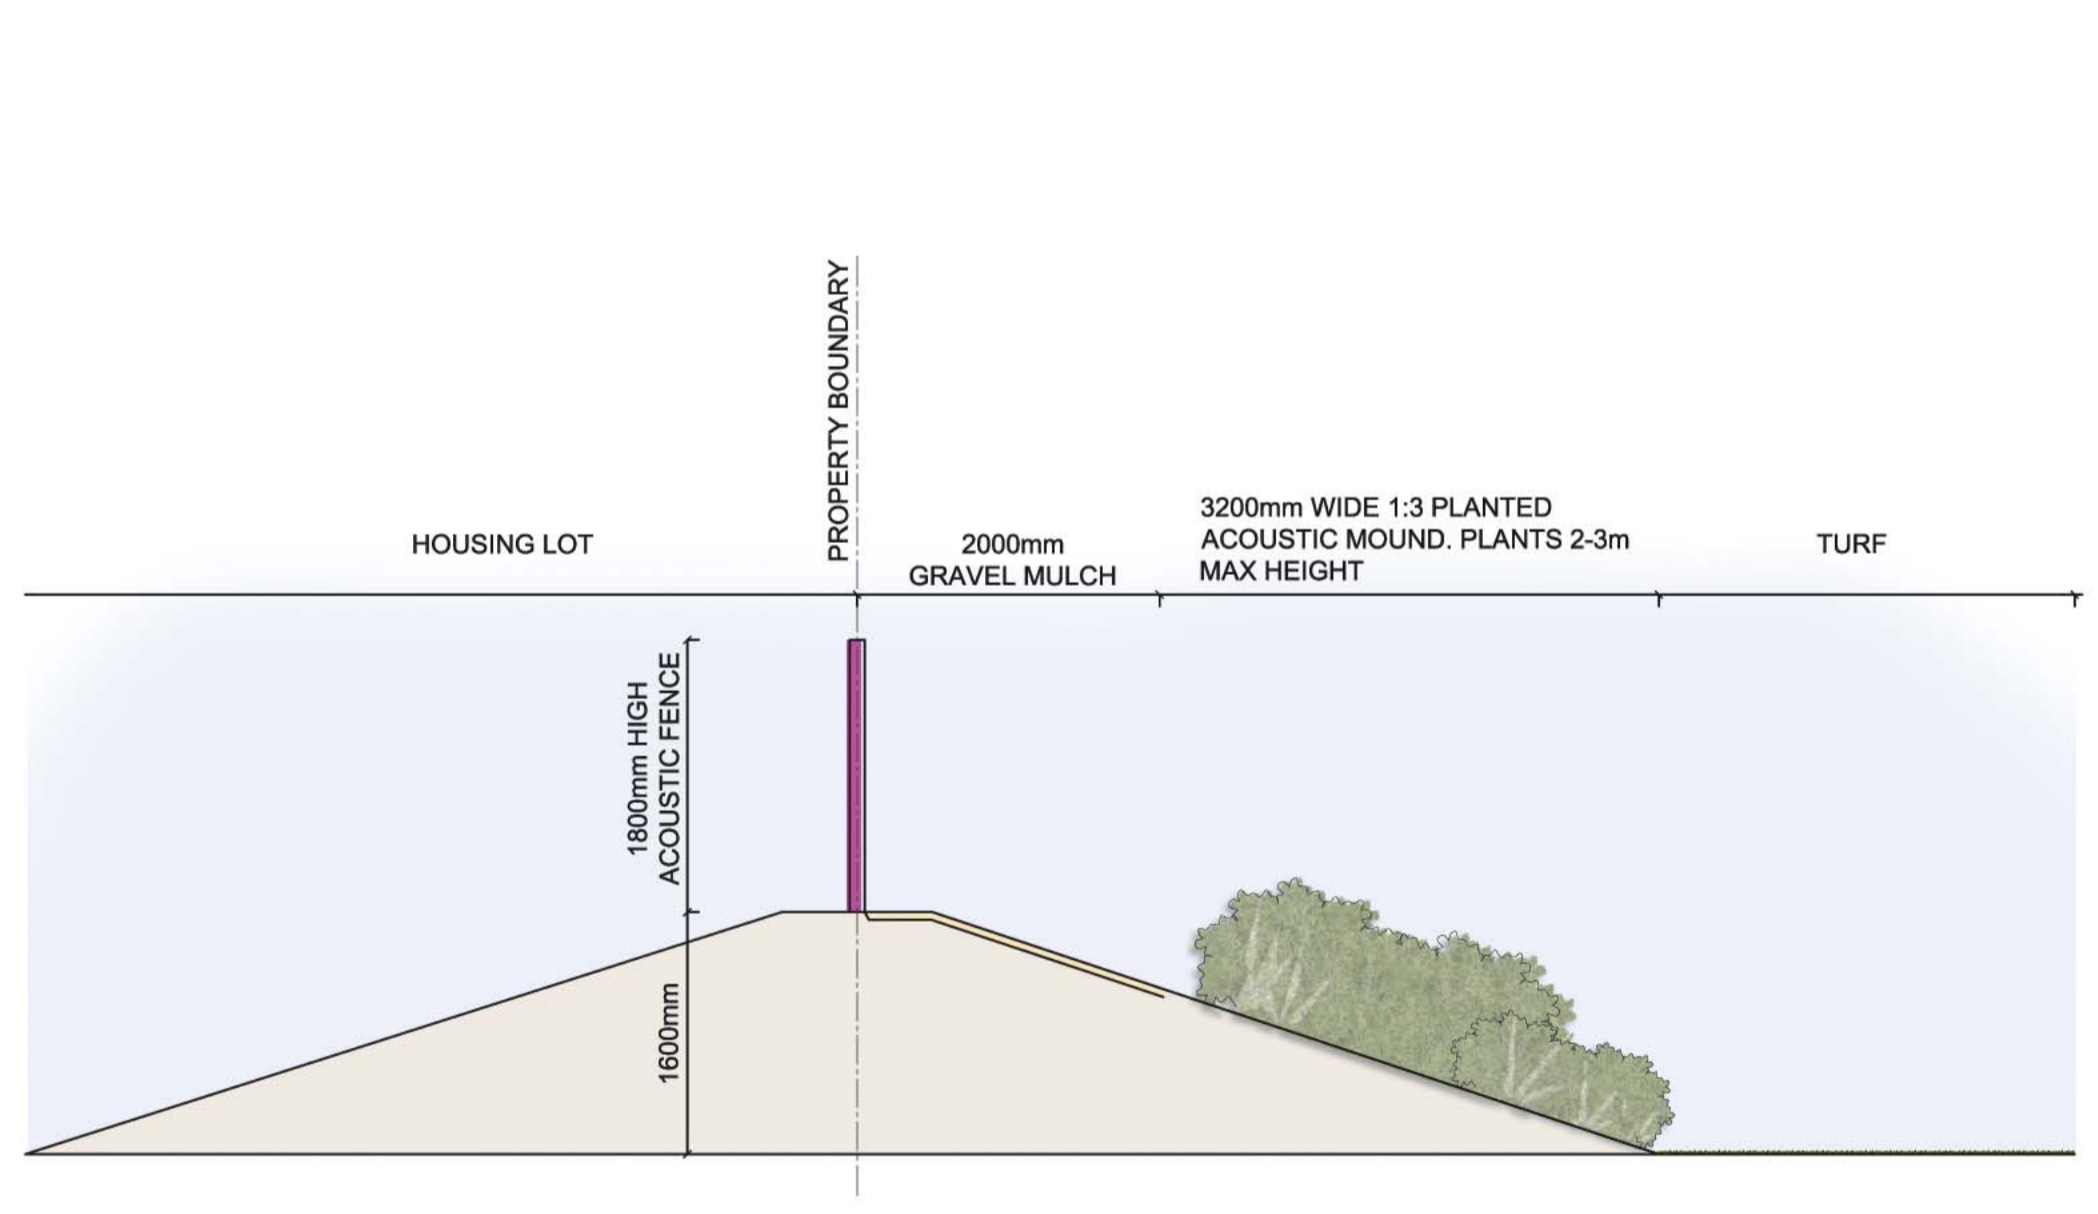 PROPERTY BOUNDARY
HOUSING LOT
2000mm
GRAVEL MULCH
3200mm WIDE 1:3 PLANTED
ACOUSTIC MOUND. PLANTS 2-3m
MAX HEIGHT
TURF
1800mm HIGH
ACOUSTIC FENCE
1600mm